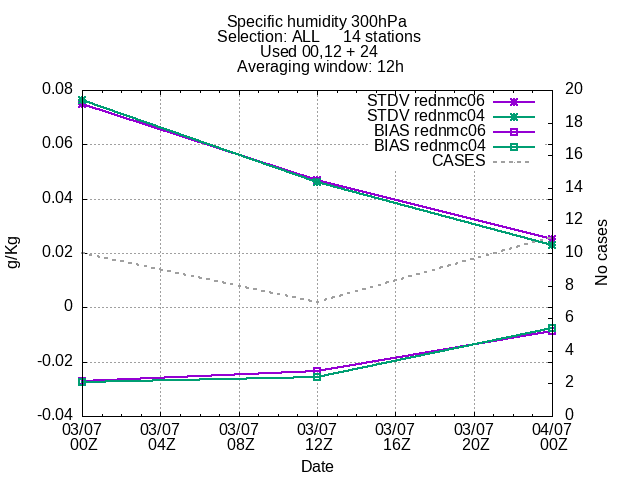 Specific humidity 300hPa
Selection: ALL 14 stations
Used 00,12 + 24
Averaging window: 12h
STDV rednmc06
STDV rednmc04
BIAS rednmc06
BIAS rednmc04
CASES
0.08
0.06
0.04
0.02
0
-0.02
-0.04
g/Kg
20
18
16
14
12
10
8
6
4
2
0
No cases
03/07 03/07 03/07 03/07 03/07 03/07 04/07
00Z 04Z 08Z 12Z 16Z 20Z 00Z
Date